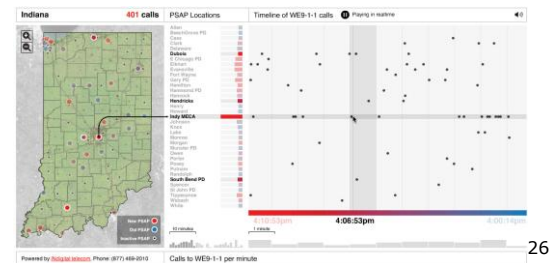 Indiana
401 calls
PSAP Locations
Timeline of WE9-1-1 calls
Playing in realtime
Allen
BeechGrove PD
Cass
Clark
Delaware
Dubois
E Chicago PD
Elkhart
Evansville
Fort Wayne
Gary PD
Hamilton
Hammond PD
Hancock
Hendricks
Henry
Howard
Indy MECA
Johnson
Knox
Lake
Monroe
Morgan
Munster PD
Owen
Porter
Posey
Putnam
Randolph
South Bend PD
Spencer
St John PD
Tippecanoe
Wabash
White
New PSAP
Old PSAP
Inactive PSAP
4:10:53pm
4:06:53pm
4:00:14pm
10 minutes
1 minute
26
Powered by Indigital telecom, Phone: (877) 469-2010
Calls to WE9-1-1 per minute